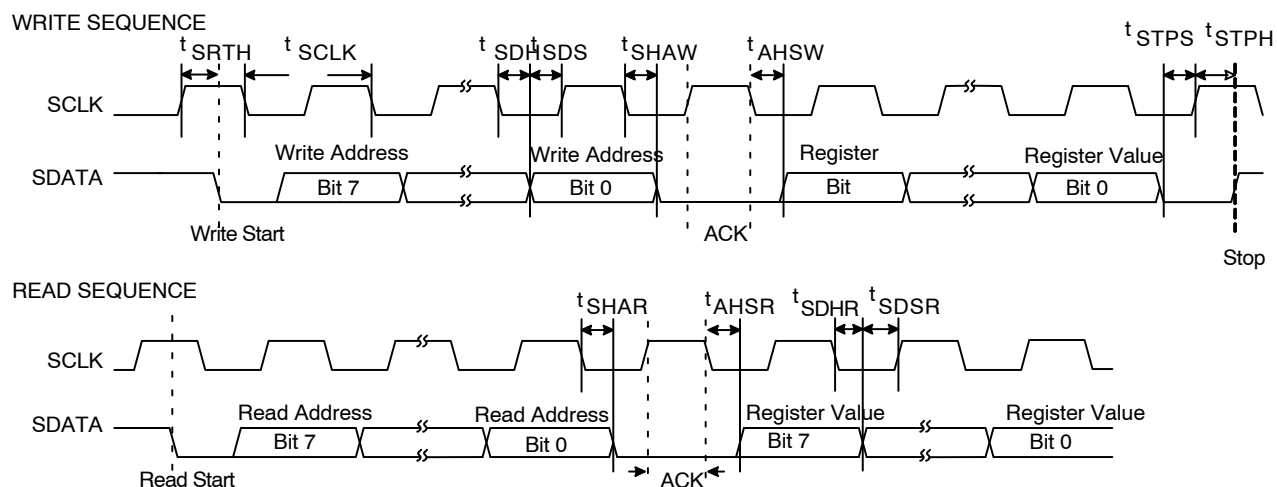 WRITE SEQUENCE
tSRTH tSCLK tSDH tSDS tSHAW tAHSW tSTPS tSTPH
SCLK
Write Address Write Address Register Register Value
SDATA Bit 7 Bit 0 Bit Bit 0
Write Start ACK
Stop
READ SEQUENCE
tSHAR tAHSR tSDHR tSDSR
SCLK
Read Address Read Address Register Value Register Value
SDATA Bit 7 Bit 0 Bit 7 Bit 0
Read Start ACK